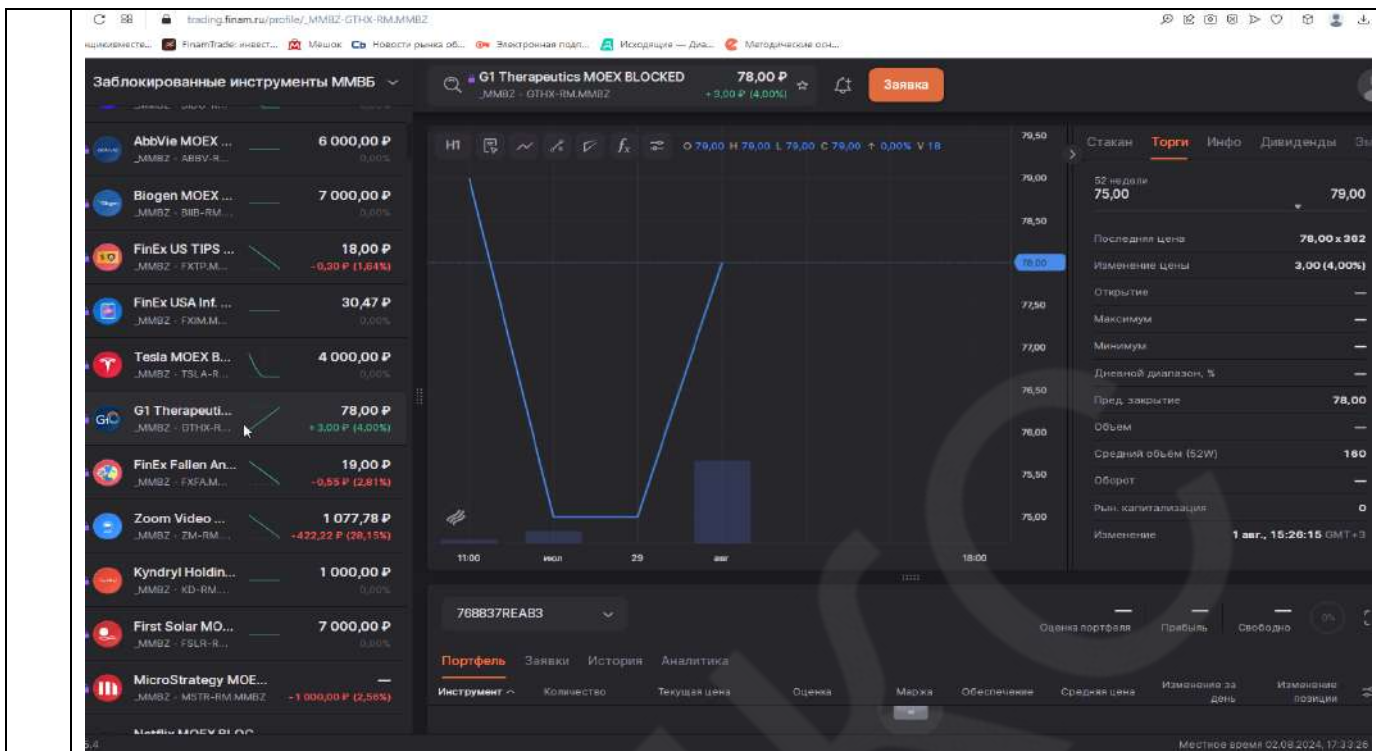 trading.finam.ru/profile/_MMBZ-GTHX-RM.MMBZ
FinamTrade: инвест... Мешок Новости рынка об... Электронная подп... Исходящие — Диа... Методические осн...
Заблокированные инструменты ММВБ
G1 Therapeutics MOEX BLOCKED 78,00 ₽
_MMBZ - GTHX-RM.MMBZ +3,00 ₽ (4,00%)
Заявка
AbbVie MOEX ... 6 000,00 ₽
_MMBZ - ABBV-R... 0,00%
Biogen MOEX ... 7 000,00 ₽
_MMBZ - BIIB-RM... 0,00%
FinEx US TIPS ... 18,00 ₽
_MMBZ - FXTP.M... -0,30 ₽ (1,64%)
FinEx USA Inf. ... 30,47 ₽
_MMBZ - FXIM.M... 0,00%
Tesla MOEX B... 4 000,00 ₽
_MMBZ - TSLA-R... 0,00%
G1 Therapeuti... 78,00 ₽
_MMBZ - GTHX-R... +3,00 ₽ (4,00%)
FinEx Fallen An... 19,00 ₽
_MMBZ - FXFA.M... -0,55 ₽ (2,81%)
Zoom Video ... 1 077,78 ₽
_MMBZ - ZM-RM... -422,22 ₽ (28,15%)
Kyndryl Holdin... 1 000,00 ₽
_MMBZ - KD-RM.... 0,00%
First Solar MO... 7 000,00 ₽
_MMBZ - FSLR-R... 0,00%
MicroStrategy MOE... —
_MMBZ - MSTR-RM.MMBZ -1 000,00 ₽ (2,56%)
Netflix MOEX BLOC
H1 fx O 79,00 H 79,00 L 79,00 C 79,00 ↑ 0,00% V 18
79,50
79,00
78,50
78,00
77,50
77,00
76,50
76,00
75,50
75,00
11:00 июл 29 авг 18:00
Стакан Торги Инфо Дивиденды
52 недели
75,00 79,00
Последняя цена 78,00 x 362
Изменение цены 3,00 (4,00%)
Открытие —
Максимум —
Минимум —
Дневной диапазон, % —
Пред. закрытие 78,00
Объем —
Средний объём (52W) 160
Оборот —
Рын. капитализация 0
Изменение 1 авг., 15:26:15 GMT+3
768837REAB3
— — — 0%
Оценка портфеля Прибыль Свободно
Портфель Заявки История Аналитика
Инструмент Количество Текущая цена Оценка Маржа Обеспечение Средняя цена Изменение за день Изменение позиции
Местное время 02.08.2024, 17:33:26